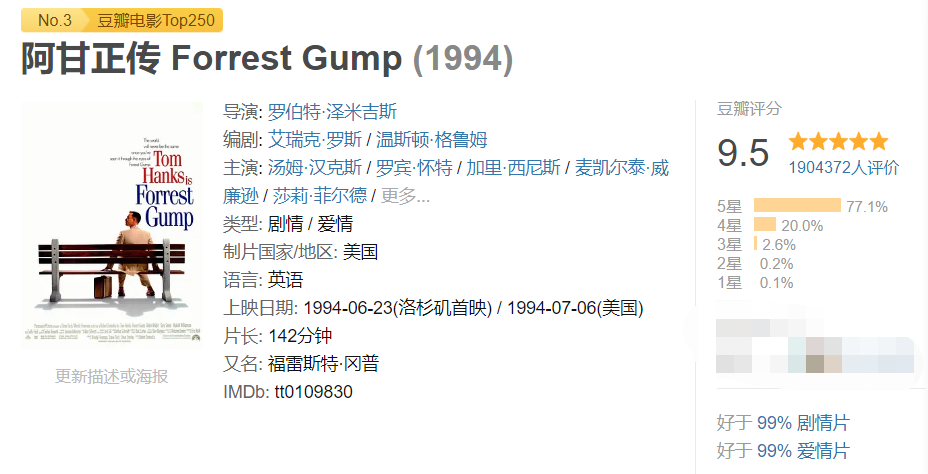 No.3 豆瓣电影Top250
阿甘正传 Forrest Gump (1994)
The world
will never be the same
once you've
seen it through the eyes of
Forrest Gump
Tom
Hanks is
Forrest
Gump
更新描述或海报
导演: 罗伯特·泽米吉斯
编剧: 艾瑞克·罗斯 / 温斯顿·格鲁姆
主演: 汤姆·汉克斯 / 罗宾·怀特 / 加里·西尼斯 / 麦凯尔泰·威
廉逊 / 莎莉·菲尔德 / 更多...
类型: 剧情 / 爱情
制片国家/地区: 美国
语言: 英语
上映日期: 1994-06-23(洛杉矶首映) / 1994-07-06(美国)
片长: 142分钟
又名: 福雷斯特·冈普
IMDb: tt0109830
豆瓣评分
9.5
1904372人评价
5星 77.1%
4星 20.0%
3星 2.6%
2星 0.2%
1星 0.1%
好于 99% 剧情片
好于 99% 爱情片